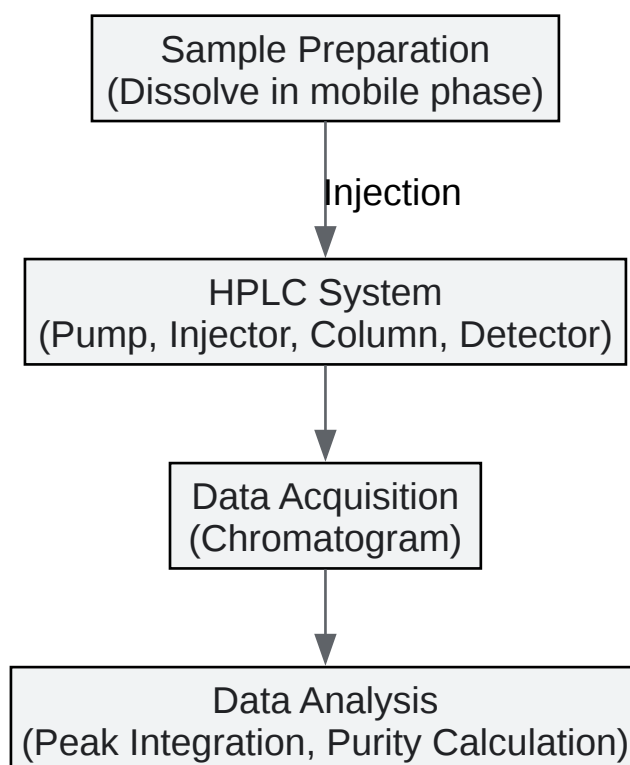 Sample Preparation
(Dissolve in mobile phase)
Injection
HPLC System
(Pump, Injector, Column, Detector)
Data Acquisition
(Chromatogram)
Data Analysis
(Peak Integration, Purity Calculation)